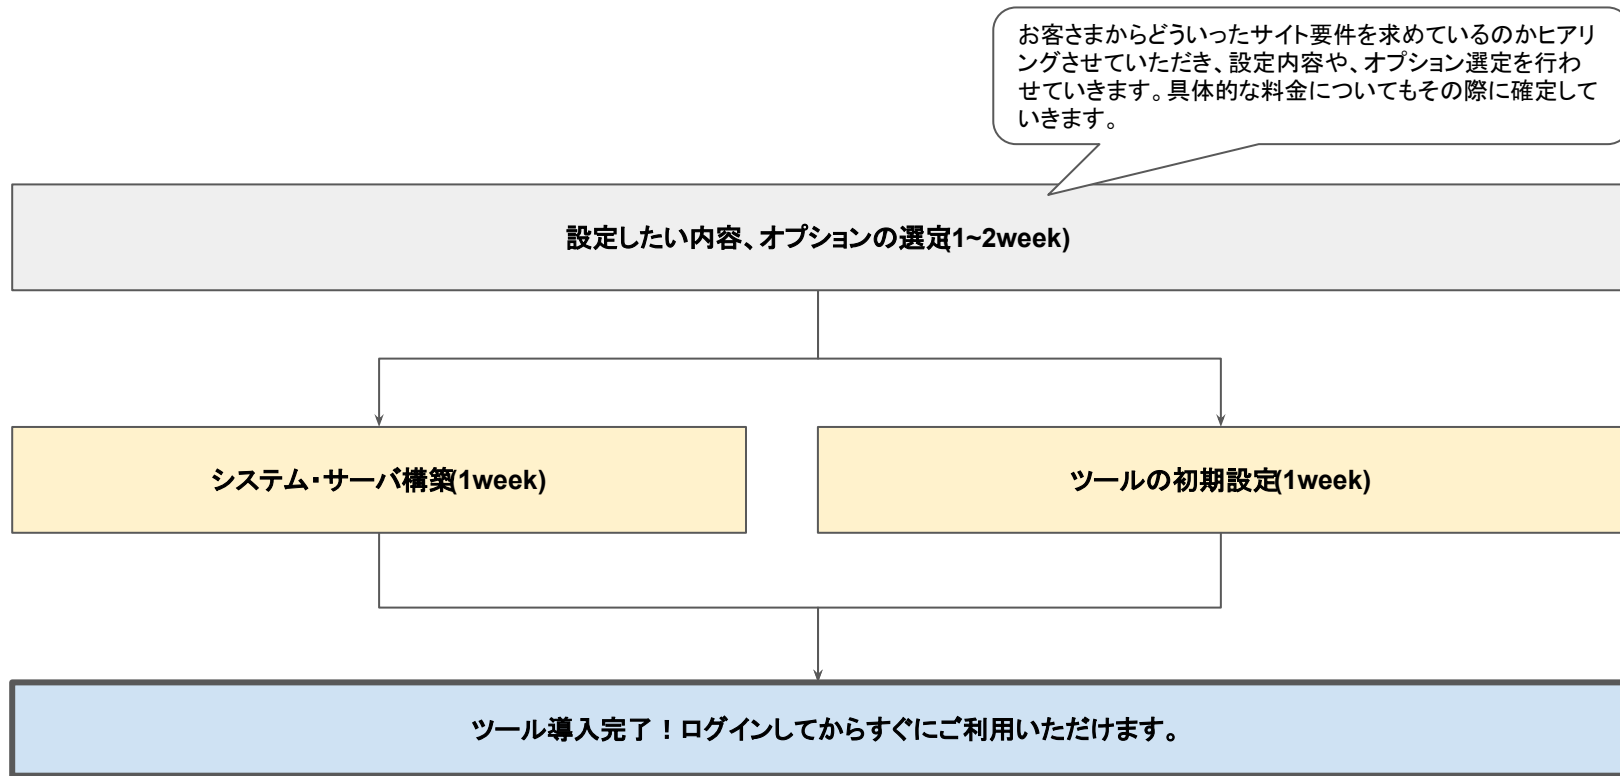 お客さまからどういったサイト要件を求めているのかヒアリ
ングさせていただき、設定内容や、オプション選定を行わ
せていきます。具体的な料金についてもその際に確定して
いきます。
設定したい内容、オプションの選定(1~2week)
システム・サーバ構築(1week)
ツールの初期設定(1week)
ツール導入完了！ログインしてからすぐにご利用いただけます。